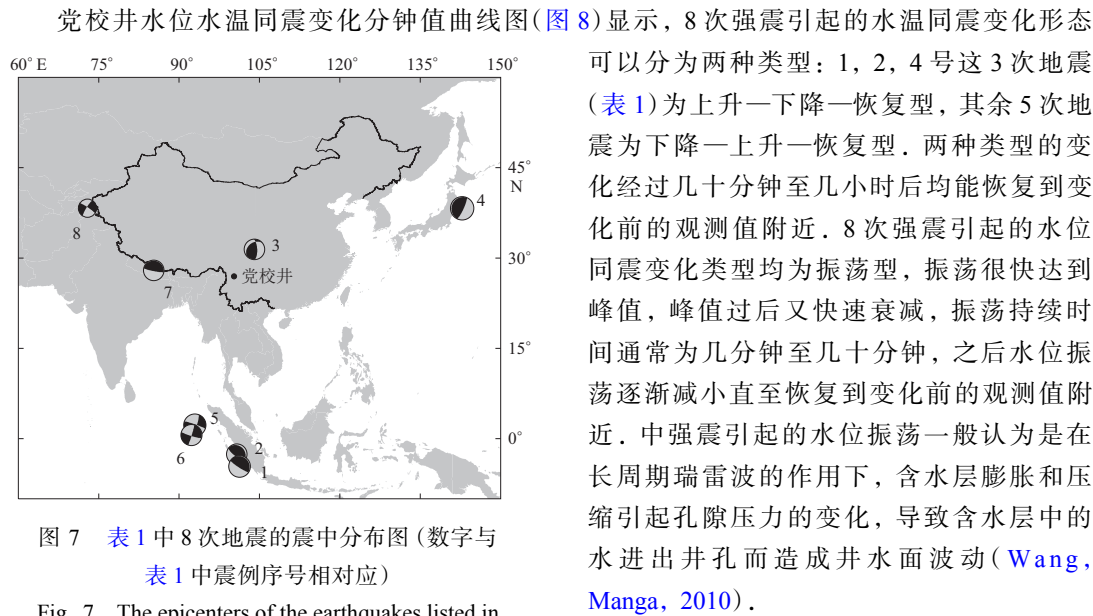 党校井水位水温同震变化分钟值曲线图(图 8)显示, 8 次强震引起的水温同震变化形态
60° E 75° 90° 105° 120° 135° 150°
45°
N
30°
15°
0°
4
8
3
党校井
7
5
6
2
1
图 7 表 1 中 8 次地震的震中分布图 (数字与
表 1 中震例序号相对应)
Fig. 7 The epicenters of the earthquakes listed in
可以分为两种类型: 1, 2, 4 号这 3 次地震
(表 1)为上升—下降—恢复型, 其余 5 次地
震为下降—上升—恢复型. 两种类型的变
化经过几十分钟至几小时后均能恢复到变
化前的观测值附近. 8 次强震引起的水位
同震变化类型均为振荡型, 振荡很快达到
峰值, 峰值过后又快速衰减, 振荡持续时
间通常为几分钟至几十分钟, 之后水位振
荡逐渐减小直至恢复到变化前的观测值附
近. 中强震引起的水位振荡一般认为是在
长周期瑞雷波的作用下, 含水层膨胀和压
缩引起孔隙压力的变化, 导致含水层中的
水进出井孔而造成井水面波动( Wang,
Manga, 2010).